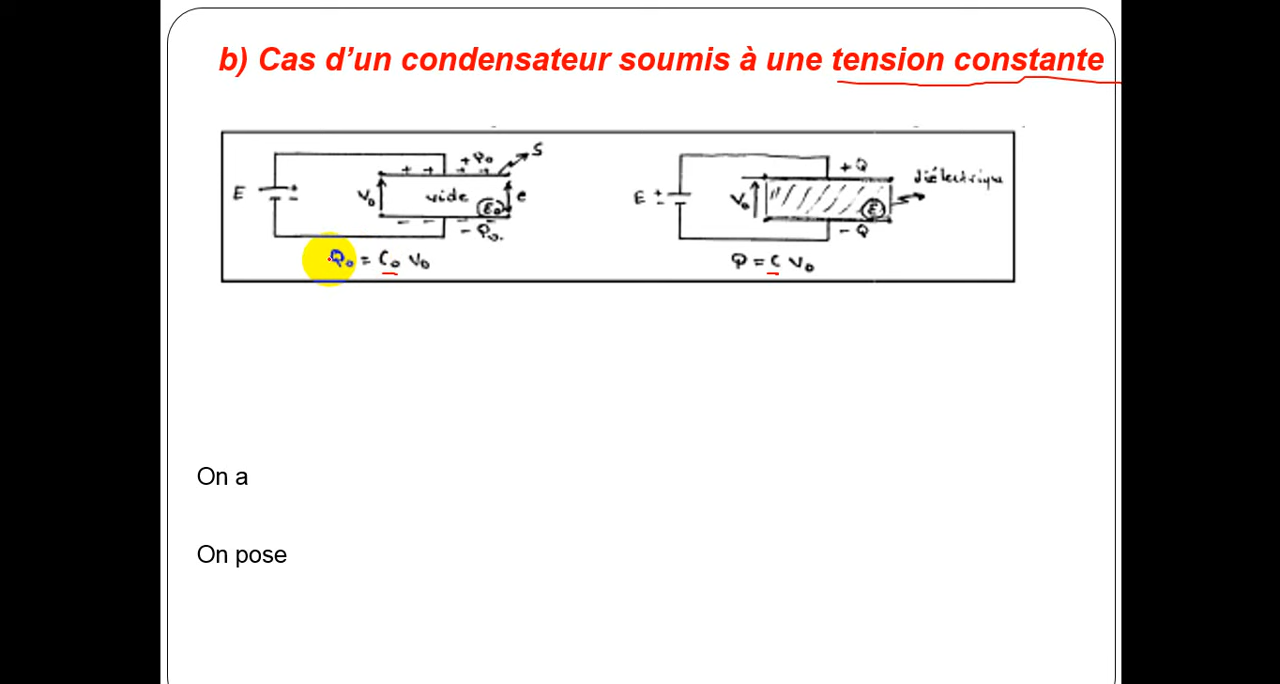 b) Cas d'un condensateur soumis à une tension constante
+Q₀ S
E V₀ vide ε₀ e
- Q₀.
Q₀ = C₀ V₀
+ Q diélectrique
E V₀ ε
- Q
Q = C V₀
On a
On pose